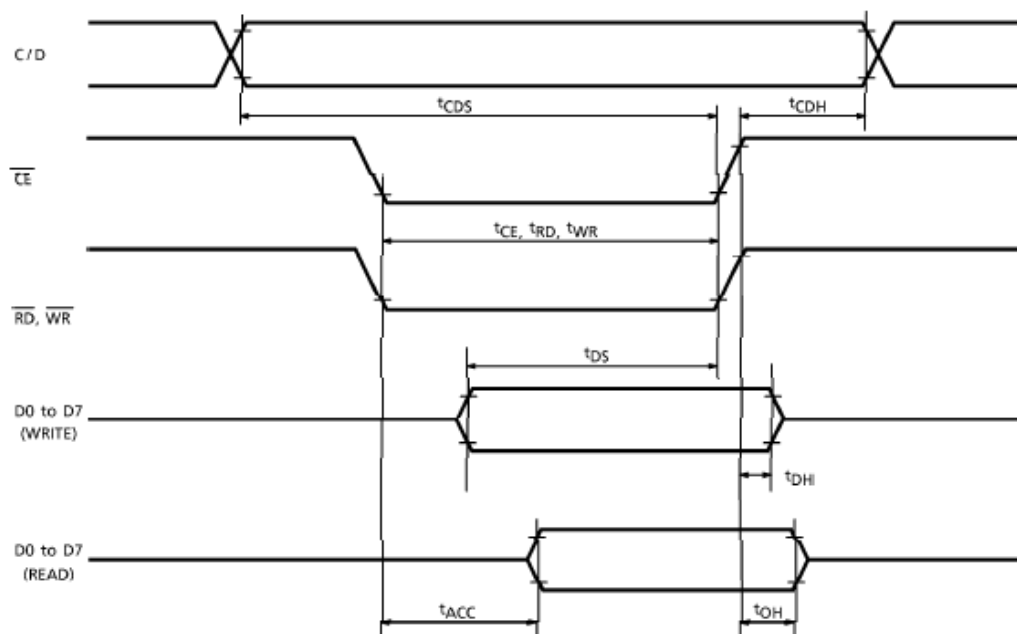 C/D
tCDS
tCDH
CE
tCE, tRD, tWR
RD, WR
tDS
D0 to D7
(WRITE)
tDHI
D0 to D7
(READ)
tACC
tOH